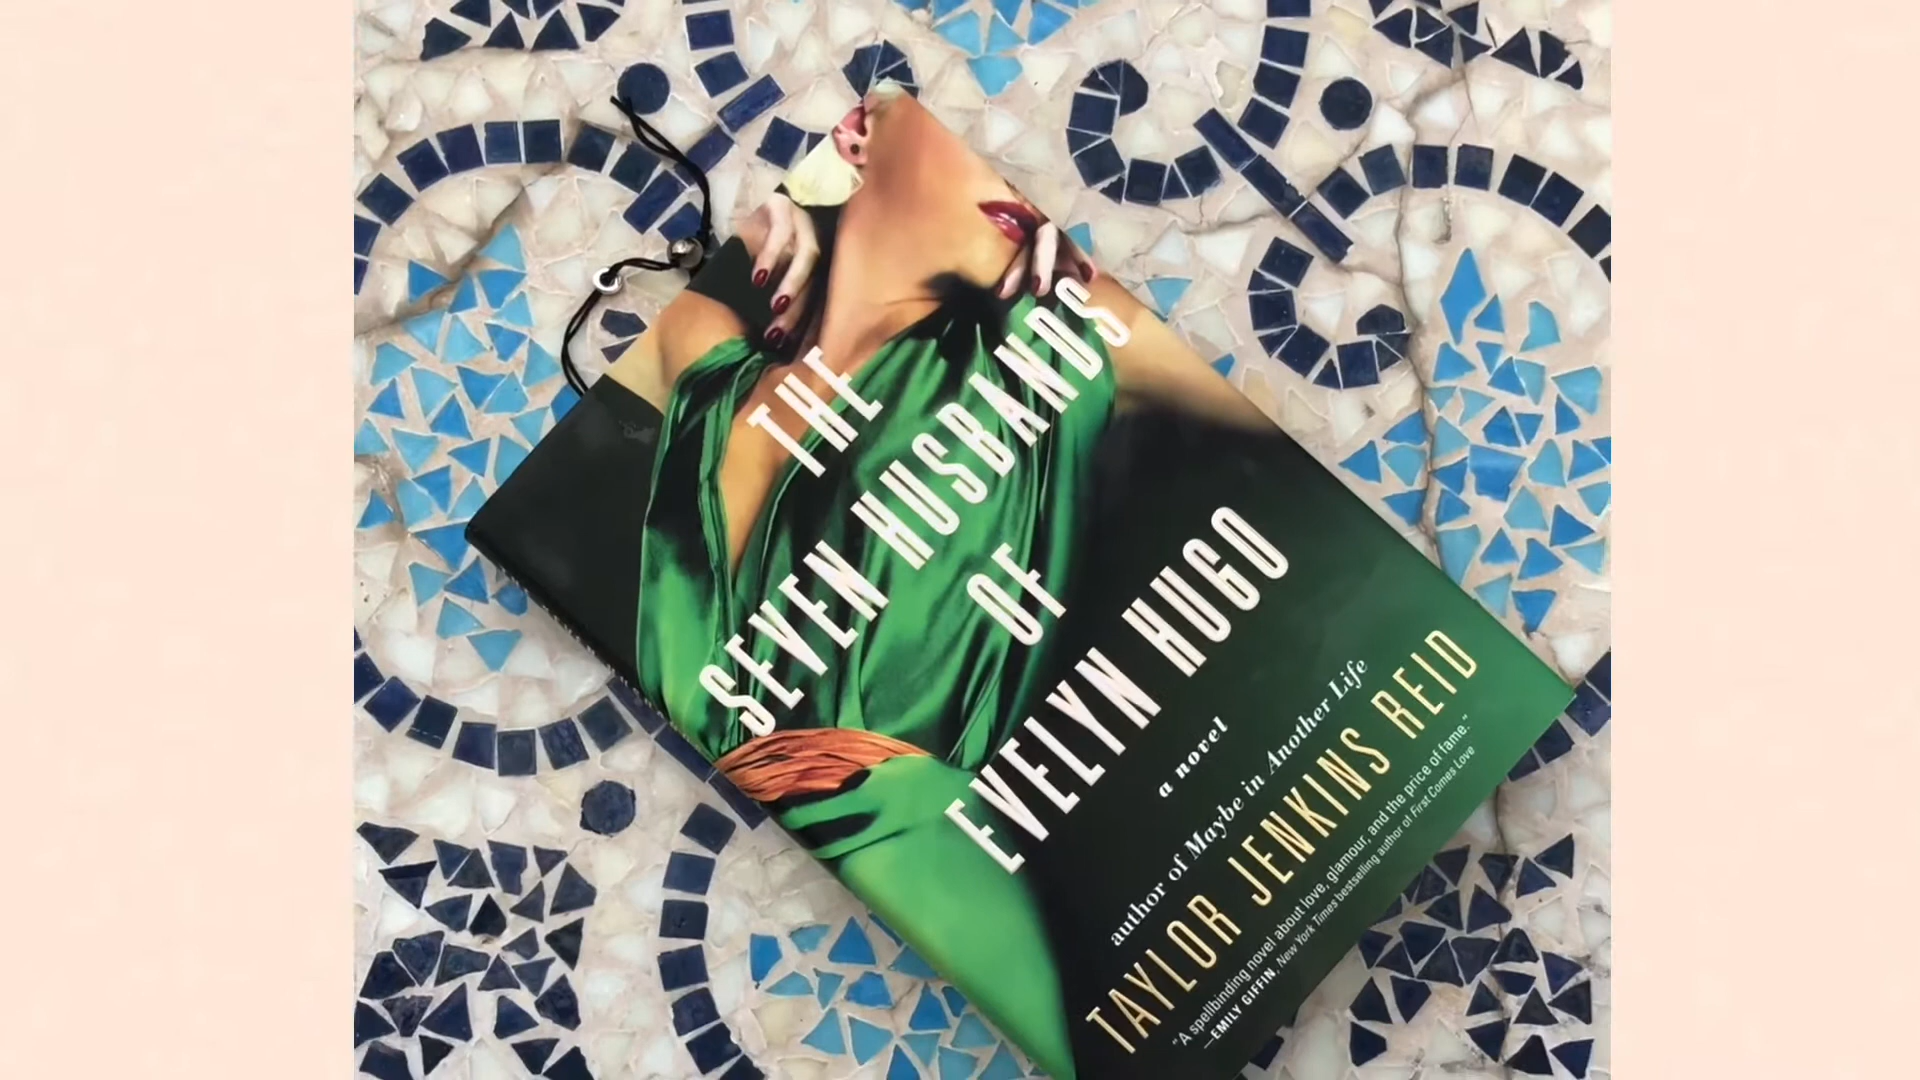 THE
SEVEN HUSBANDS
OF
EVELYN HUGO
a novel
author of Maybe in Another Life
TAYLOR JENKINS REID
"A spellbinding novel about love, glamour, and the price of fame."
—EMILY GIFFIN, New York Times bestselling author of First Comes Love